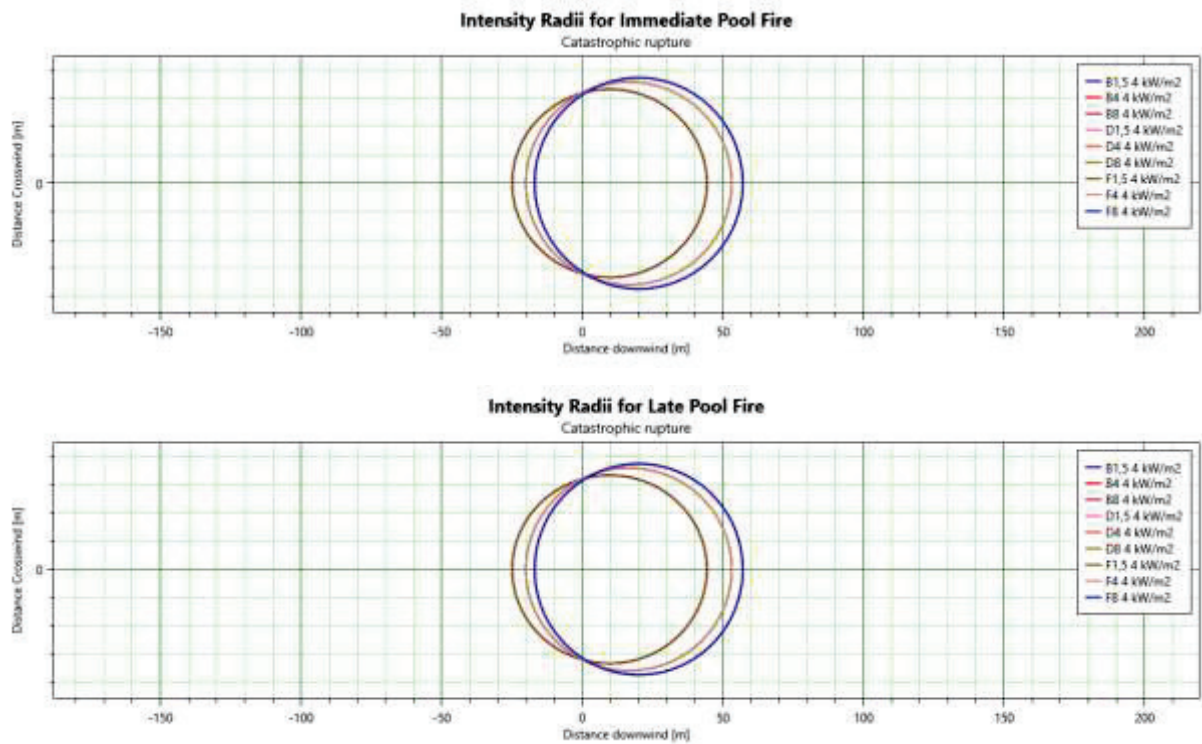 Intensity Radii for Immediate Pool Fire
Catastrophic rupture
Distance Crosswind [m]
0
B1,5 4 kW/m2
B4 4 kW/m2
B8 4 kW/m2
D1,5 4 kW/m2
D4 4 kW/m2
D8 4 kW/m2
F1,5 4 kW/m2
F4 4 kW/m2
F8 4 kW/m2
-150 -100 -50 0 50 100 150 200
Distance downwind [m]
Intensity Radii for Late Pool Fire
Catastrophic rupture
Distance Crosswind [m]
0
B1,5 4 kW/m2
B4 4 kW/m2
B8 4 kW/m2
D1,5 4 kW/m2
D4 4 kW/m2
D8 4 kW/m2
F1,5 4 kW/m2
F4 4 kW/m2
F8 4 kW/m2
-150 -100 -50 0 50 100 150 200
Distance downwind [m]